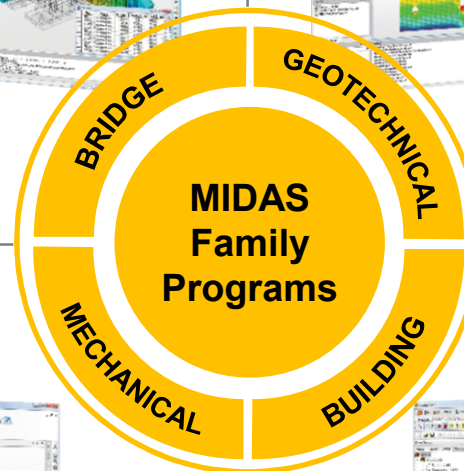 BRIDGE
GEOTECHNICAL
MIDAS
Family
Programs
MECHANICAL
BUILDING